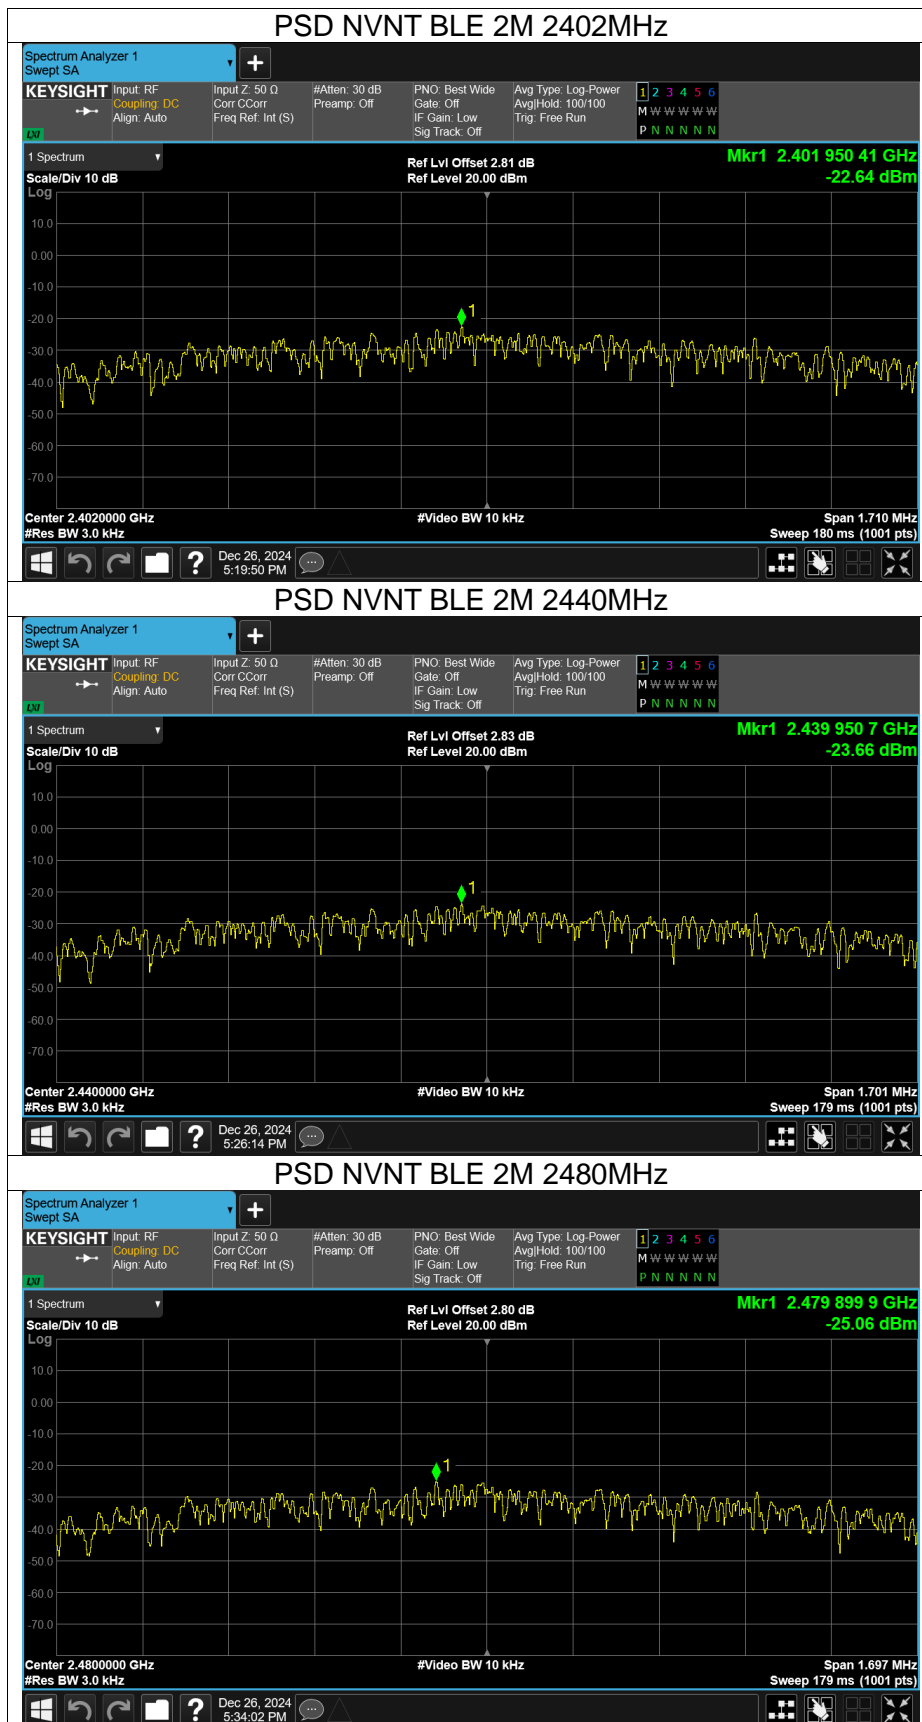 PSD NVNT BLE 2M 2402MHz
Spectrum Analyzer 1
Swept SA
KEYSIGHT
LXI
Input: RF
Coupling: DC
Align: Auto
Input Z: 50 Ω
Corr CCorr
Freq Ref: Int (S)
#Atten: 30 dB
Preamp: Off
PNO: Best Wide
Gate: Off
IF Gain: Low
Sig Track: Off
Avg Type: Log-Power
Avg|Hold: 100/100
Trig: Free Run
1 2 3 4 5 6
M W W W W W
P N N N N N
1 Spectrum
Scale/Div 10 dB
Ref Lvl Offset 2.81 dB
Ref Level 20.00 dBm
Mkr1 2.401 950 41 GHz
-22.64 dBm
Log
10.0
0.00
-10.0
-20.0
-30.0
-40.0
-50.0
-60.0
-70.0
1
Center 2.4020000 GHz
#Res BW 3.0 kHz
#Video BW 10 kHz
Span 1.710 MHz
Sweep 180 ms (1001 pts)
Dec 26, 2024
5:19:50 PM
PSD NVNT BLE 2M 2440MHz
Spectrum Analyzer 1
Swept SA
KEYSIGHT
LXI
Input: RF
Coupling: DC
Align: Auto
Input Z: 50 Ω
Corr CCorr
Freq Ref: Int (S)
#Atten: 30 dB
Preamp: Off
PNO: Best Wide
Gate: Off
IF Gain: Low
Sig Track: Off
Avg Type: Log-Power
Avg|Hold: 100/100
Trig: Free Run
1 2 3 4 5 6
M W W W W W
P N N N N N
1 Spectrum
Scale/Div 10 dB
Ref Lvl Offset 2.83 dB
Ref Level 20.00 dBm
Mkr1 2.439 950 7 GHz
-23.66 dBm
Log
10.0
0.00
-10.0
-20.0
-30.0
-40.0
-50.0
-60.0
-70.0
1
Center 2.4400000 GHz
#Res BW 3.0 kHz
#Video BW 10 kHz
Span 1.701 MHz
Sweep 179 ms (1001 pts)
Dec 26, 2024
5:26:14 PM
PSD NVNT BLE 2M 2480MHz
Spectrum Analyzer 1
Swept SA
KEYSIGHT
LXI
Input: RF
Coupling: DC
Align: Auto
Input Z: 50 Ω
Corr CCorr
Freq Ref: Int (S)
#Atten: 30 dB
Preamp: Off
PNO: Best Wide
Gate: Off
IF Gain: Low
Sig Track: Off
Avg Type: Log-Power
Avg|Hold: 100/100
Trig: Free Run
1 2 3 4 5 6
M W W W W W
P N N N N N
1 Spectrum
Scale/Div 10 dB
Ref Lvl Offset 2.80 dB
Ref Level 20.00 dBm
Mkr1 2.479 899 9 GHz
-25.06 dBm
Log
10.0
0.00
-10.0
-20.0
-30.0
-40.0
-50.0
-60.0
-70.0
1
Center 2.4800000 GHz
#Res BW 3.0 kHz
#Video BW 10 kHz
Span 1.697 MHz
Sweep 179 ms (1001 pts)
Dec 26, 2024
5:34:02 PM